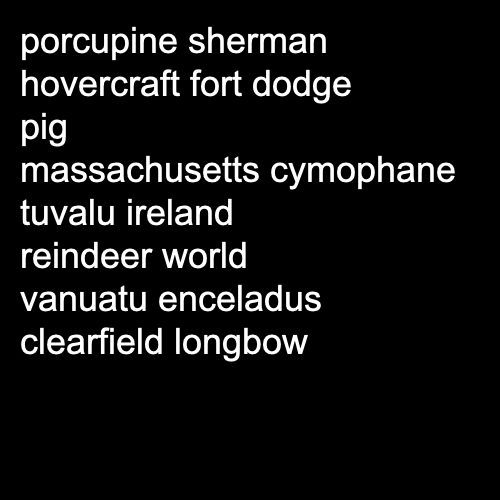 porcupine sherman
hovercraft fort dodge
pig
massachusetts cymophane
tuvalu ireland
reindeer world
vanuatu enceladus
clearfield longbow